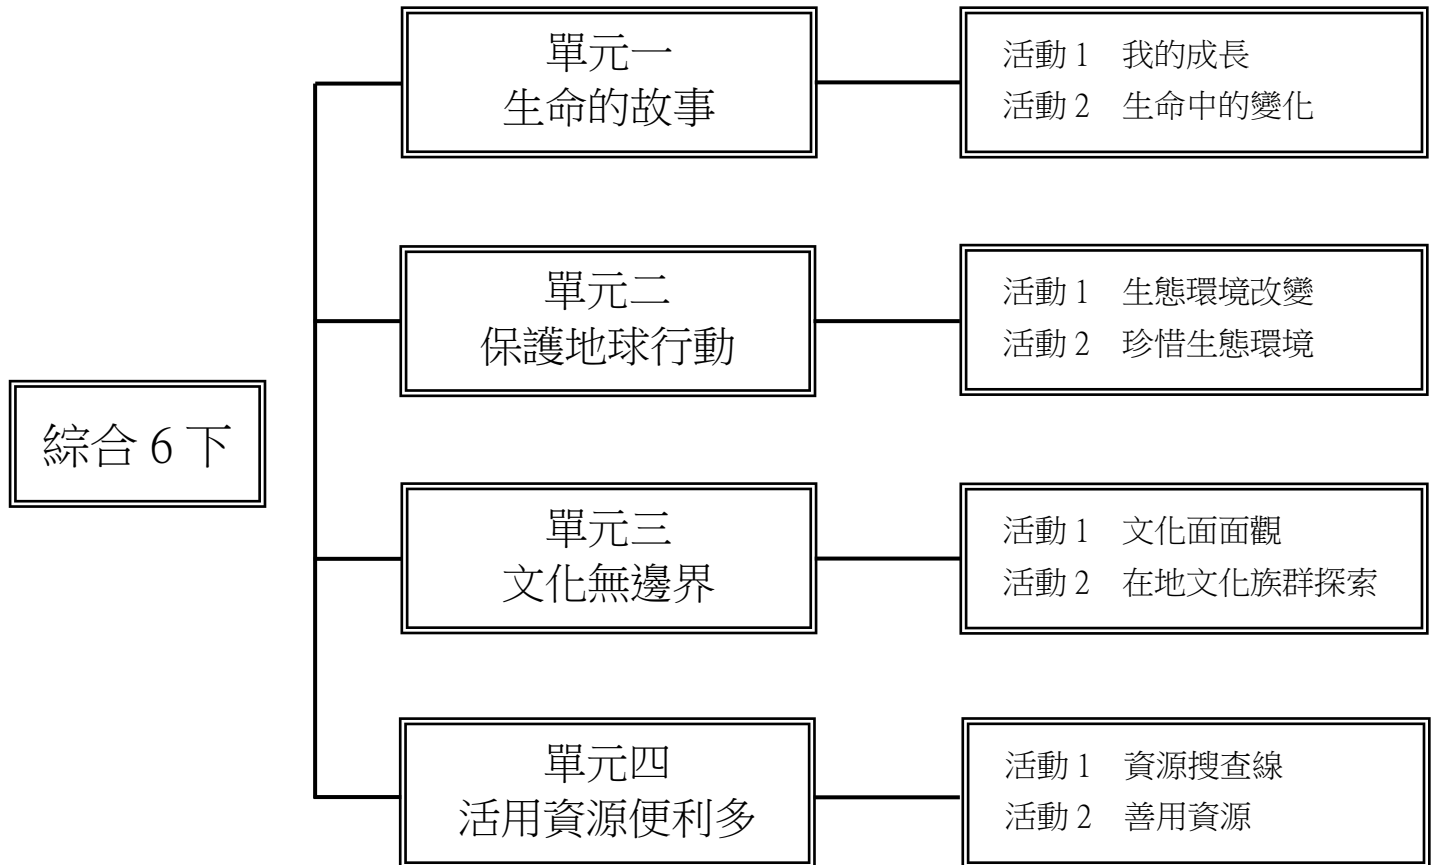 綜合 6 下
單元一
生命的故事
活動 1　我的成長
活動 2　生命中的變化
單元二
保護地球行動
活動 1　生態環境改變
活動 2　珍惜生態環境
單元三
文化無邊界
活動 1　文化面面觀
活動 2　在地文化族群探索
單元四
活用資源便利多
活動 1　資源搜查線
活動 2　善用資源